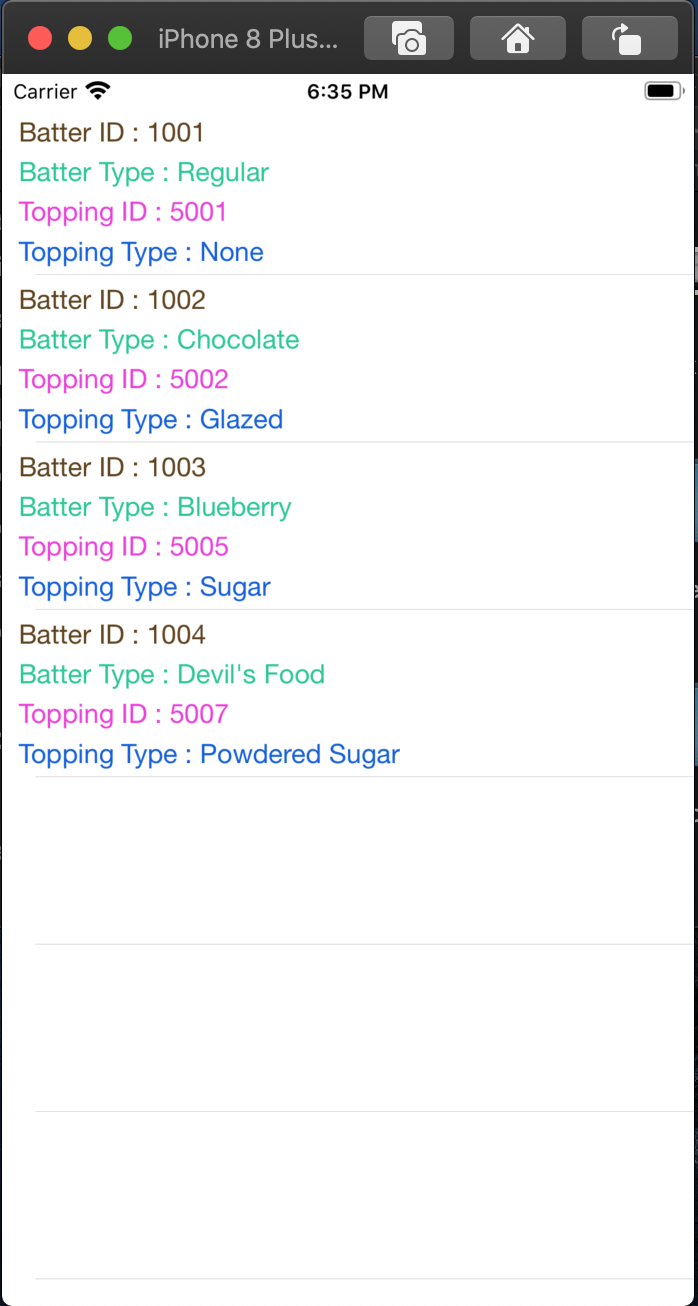 iPhone 8 Plus...
Carrier 6:35 PM
Batter ID : 1001
Batter Type : Regular
Topping ID : 5001
Topping Type : None
Batter ID : 1002
Batter Type : Chocolate
Topping ID : 5002
Topping Type : Glazed
Batter ID : 1003
Batter Type : Blueberry
Topping ID : 5005
Topping Type : Sugar
Batter ID : 1004
Batter Type : Devil's Food
Topping ID : 5007
Topping Type : Powdered Sugar